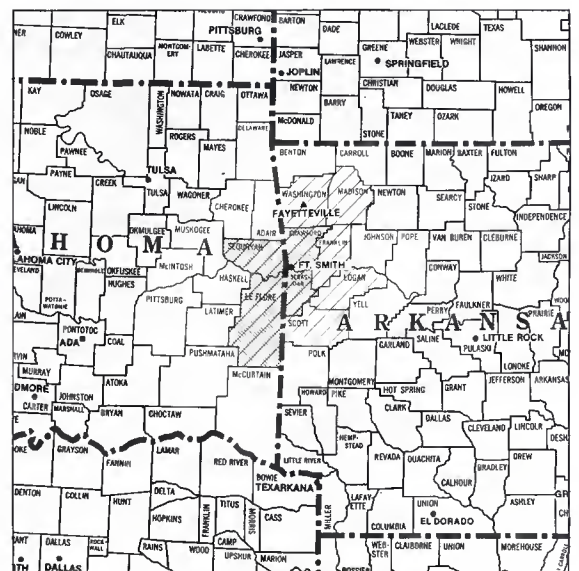 ELK CRAWFORD BARTON LACLEDE TEXAS
COWLEY PITTSBURG DADE WEBSTER WRIGHT SHANNON
CHAUTAUQUA MONTGOMERY LABETTE CHEROKEE JASPER LAWRENCE GREENE
JOPLIN SPRINGFIELD
KAY OSAGE NOWATA CRAIG OTTAWA NEWTON CHRISTIAN DOUGLAS HOWELL
WASHINGTON BARRY TANEY OZARK OREGON
NOBLE ROGERS DELAWARE McDONALD STONE
PAWNEE MAYES BENTON CARROLL BOONE MARION BAXTER FULTON
PAYNE TULSA IZARD SHARP
CREEK TULSA WAGONER CHEROKEE WASHINGTON MADISON NEWTON SEARCY
LINCOLN FAYETTEVILLE STONE
OKMULGEE MUSKOGEE ADAIR CRAWFORD FRANKLIN JOHNSON POPE VAN BUREN CLEBURNE INDEPENDENCE
A H O M A
SEQUOYAH
OKFUSKEE McINTOSH FT. SMITH CONWAY JACKSON
HUGHES HASKELL LOGAN WHITE
PITTSBURG LE FLORE YELL PERRY FAULKNER PRAIRIE
LATIMER SCOTT
A R K A N S A
PONTOTOC ADA COAL SALINE LITTLE ROCK
PUSHMATAHA POLK GARLAND PULASKI LONOKE
MURRAY ATOKA McCURTAIN MONTGOMERY HOT SPRING GRANT JEFFERSON ARKANSAS
DMORE JOHNSTON HOWARD PIKE
CARTER MARSHALL BRYAN CHOCTAW SEVIER CLARK DALLAS CLEVELAND LINCOLN
HEMPSTEAD
GRAYSON FANNIN LAMAR RED RIVER LITTLE RIVER NEVADA OUACHITA DREW
BOWIE BRADLEY
TEXARKANA CALHOUN
DENTON COLLIN HUNT DELTA TITUS MORRIS CASS MILLER LAFAYETTE UNION ASHLEY
HOPKINS FRANKLIN COLUMBIA EL DORADO
CAMP
DALLAS ROCKWALL RAINS WOOD UPSHUR MARION WEBSTER CLAIBORNE UNION MOREHOUSE
DALLAS